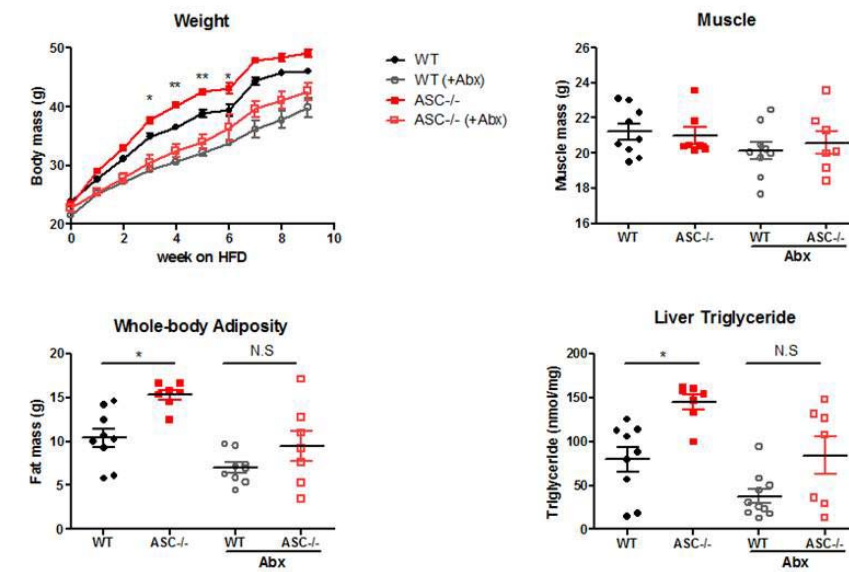 Weight
Body mass (g)
50
40
30
20
*
**
**
*
0
2
4
6
8
10
week on HFD
WT
WT (+Abx)
ASC-/-
ASC-/- (+Abx)
Muscle
Muscle mass (g)
26
24
22
20
18
16
WT
ASC-/-
WT
ASC-/-
Abx
Whole-body Adiposity
Fat mass (g)
20
15
10
5
0
*
N.S
WT
ASC-/-
WT
ASC-/-
Abx
Liver Triglyceride
Triglyceride (nmol/mg)
200
150
100
50
0
*
N.S
WT
ASC-/-
WT
ASC-/-
Abx